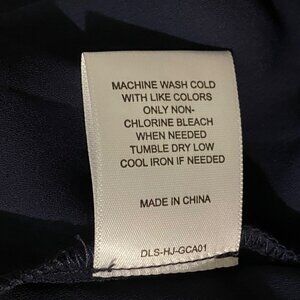 MACHINE WASH COLD
WITH LIKE COLORS
ONLY NON-
CHLORINE BLEACH
WHEN NEEDED
TUMBLE DRY LOW
COOL IRON IF NEEDED
MADE IN CHINA
DLS-HJ-GCA01